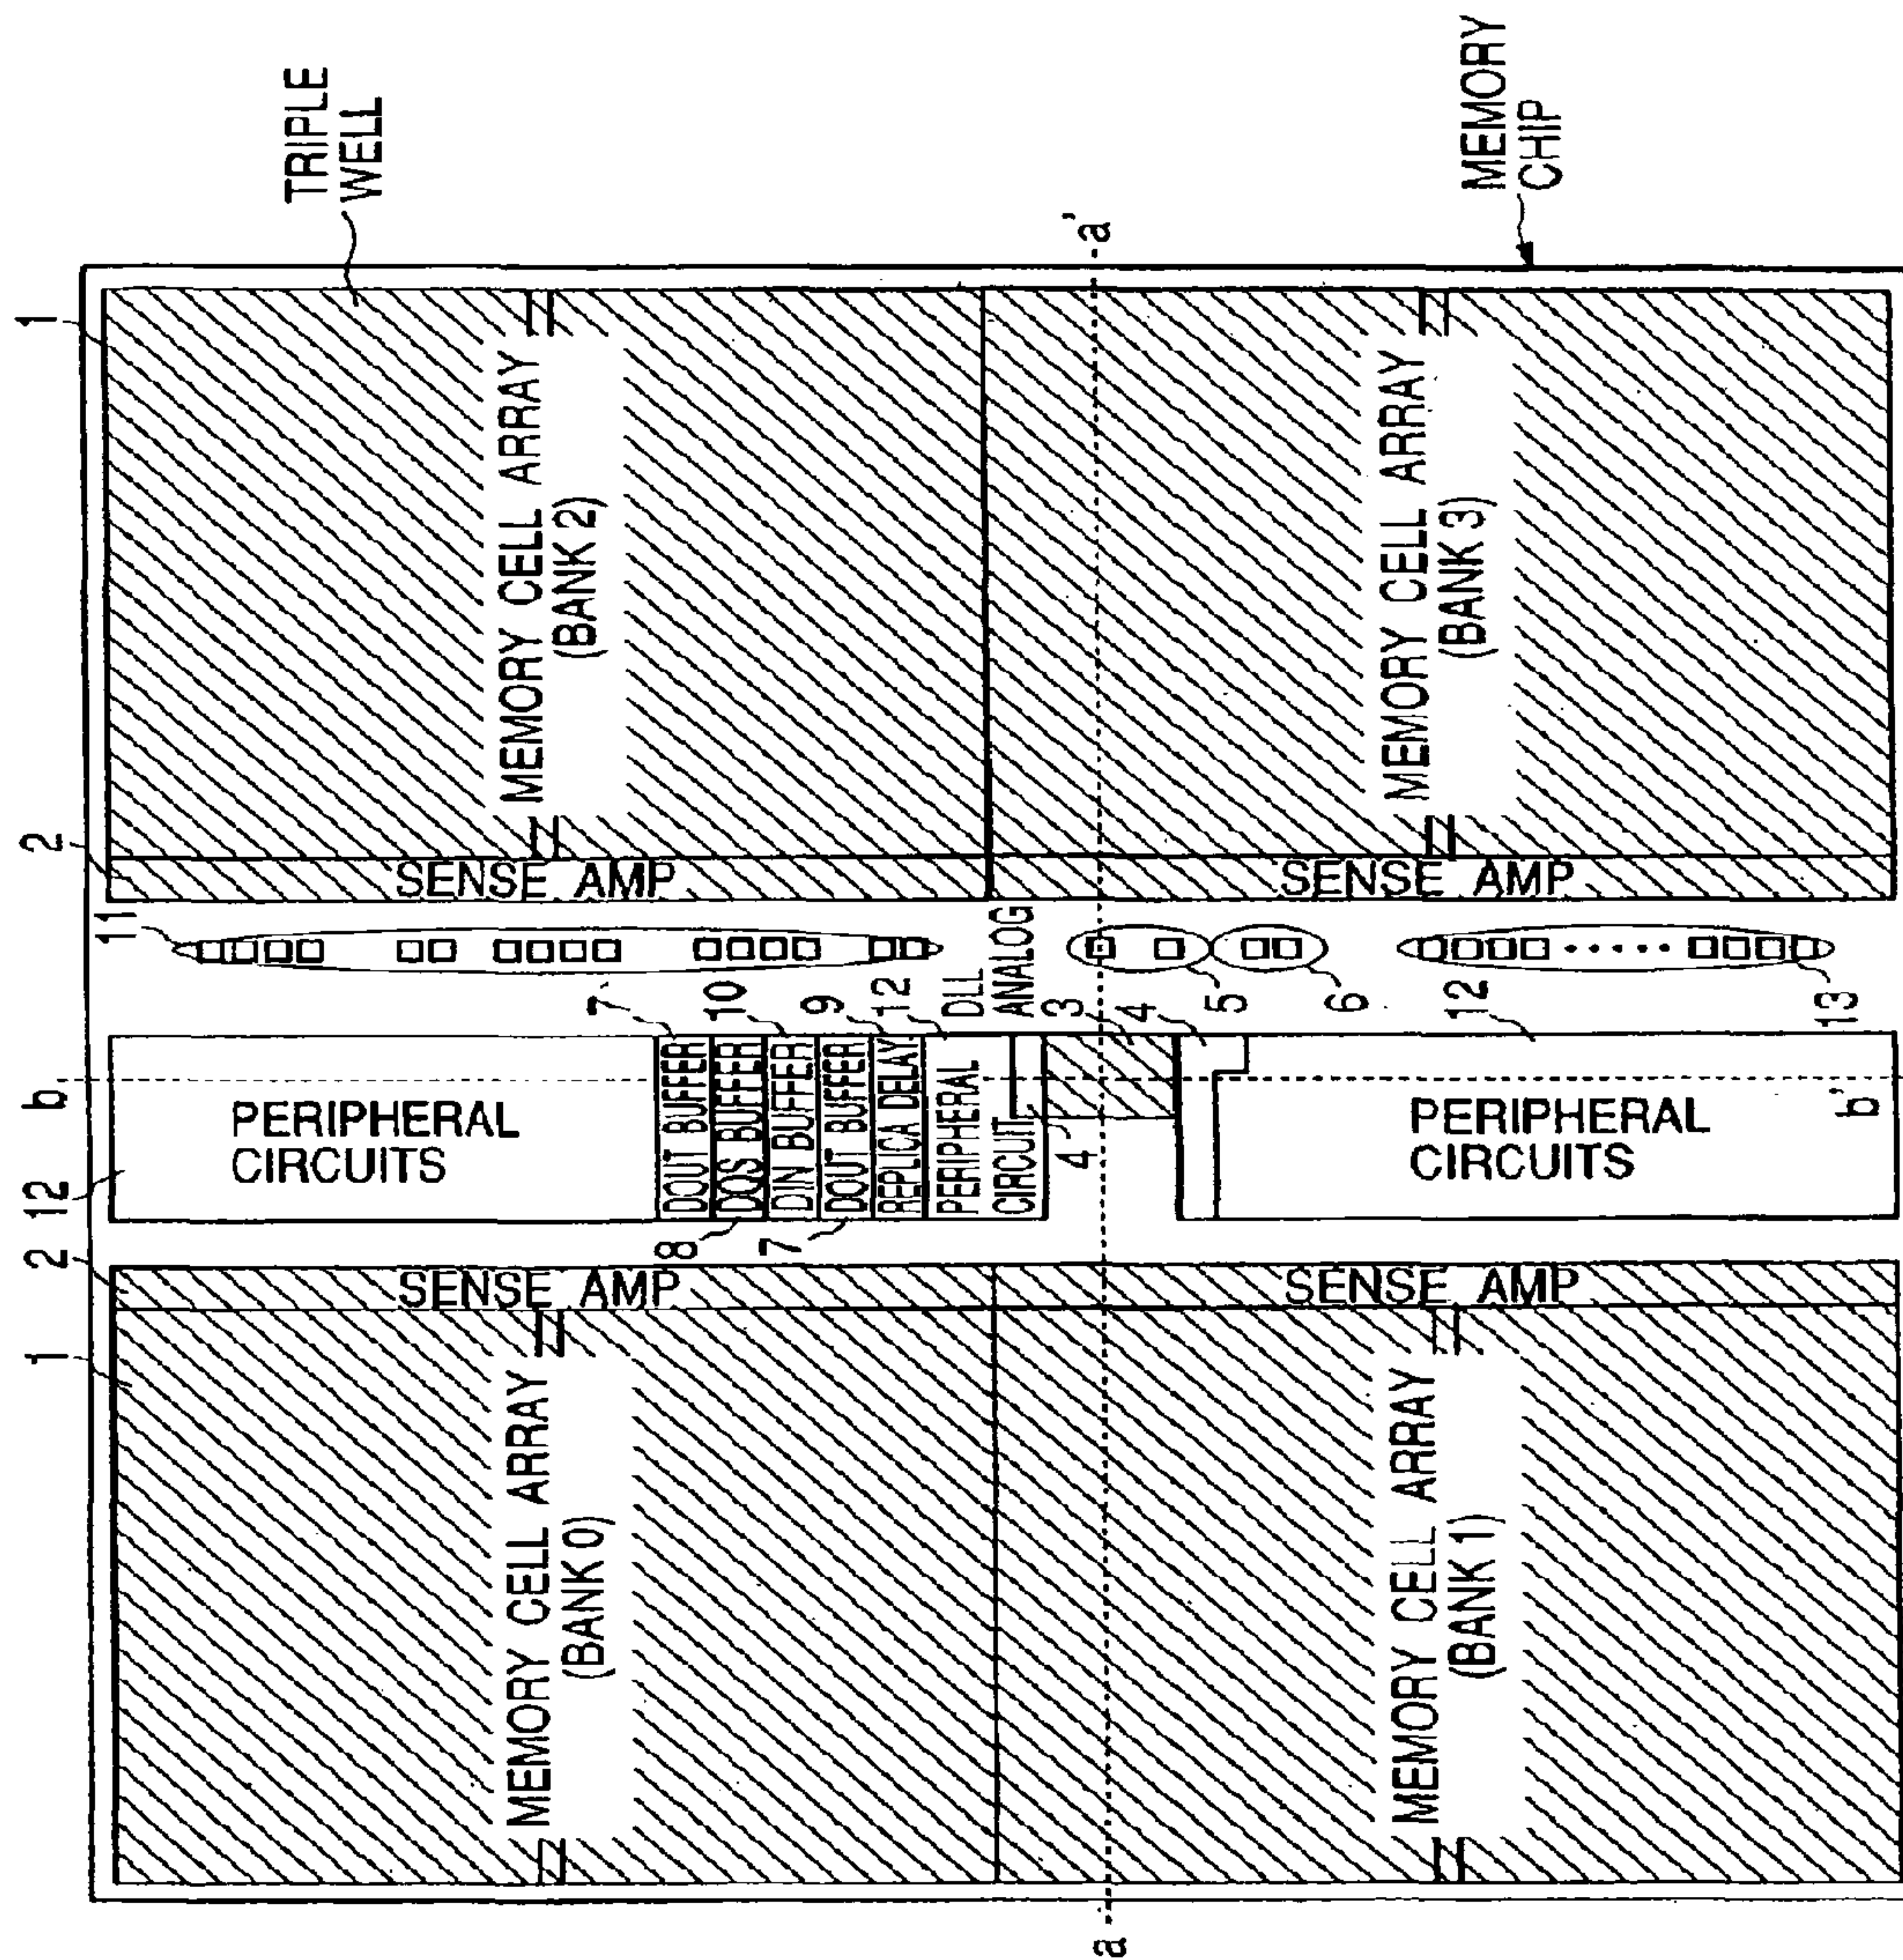 a
a'
MEMORY CELL ARRAY
(BANK 0)
MEMORY CELL ARRAY
(BANK 1)
1
2
SENSE AMP
SENSE AMP
12
b
PERIPHERAL
CIRCUITS
DOUT BUFFER
DQS BUFFER
DIN BUFFER
DOUT BUFFER
REPLICA DELAY
PERIPHERAL
CIRCUIT
8
7
4
7
10
9
12
DLL
ANALOG
3
4
5
6
12
13
PERIPHERAL
CIRCUITS
b'
11
2
SENSE AMP
SENSE AMP
MEMORY CELL ARRAY
(BANK 2)
MEMORY CELL ARRAY
(BANK 3)
1
TRIPLE
WELL
MEMORY
CHIP